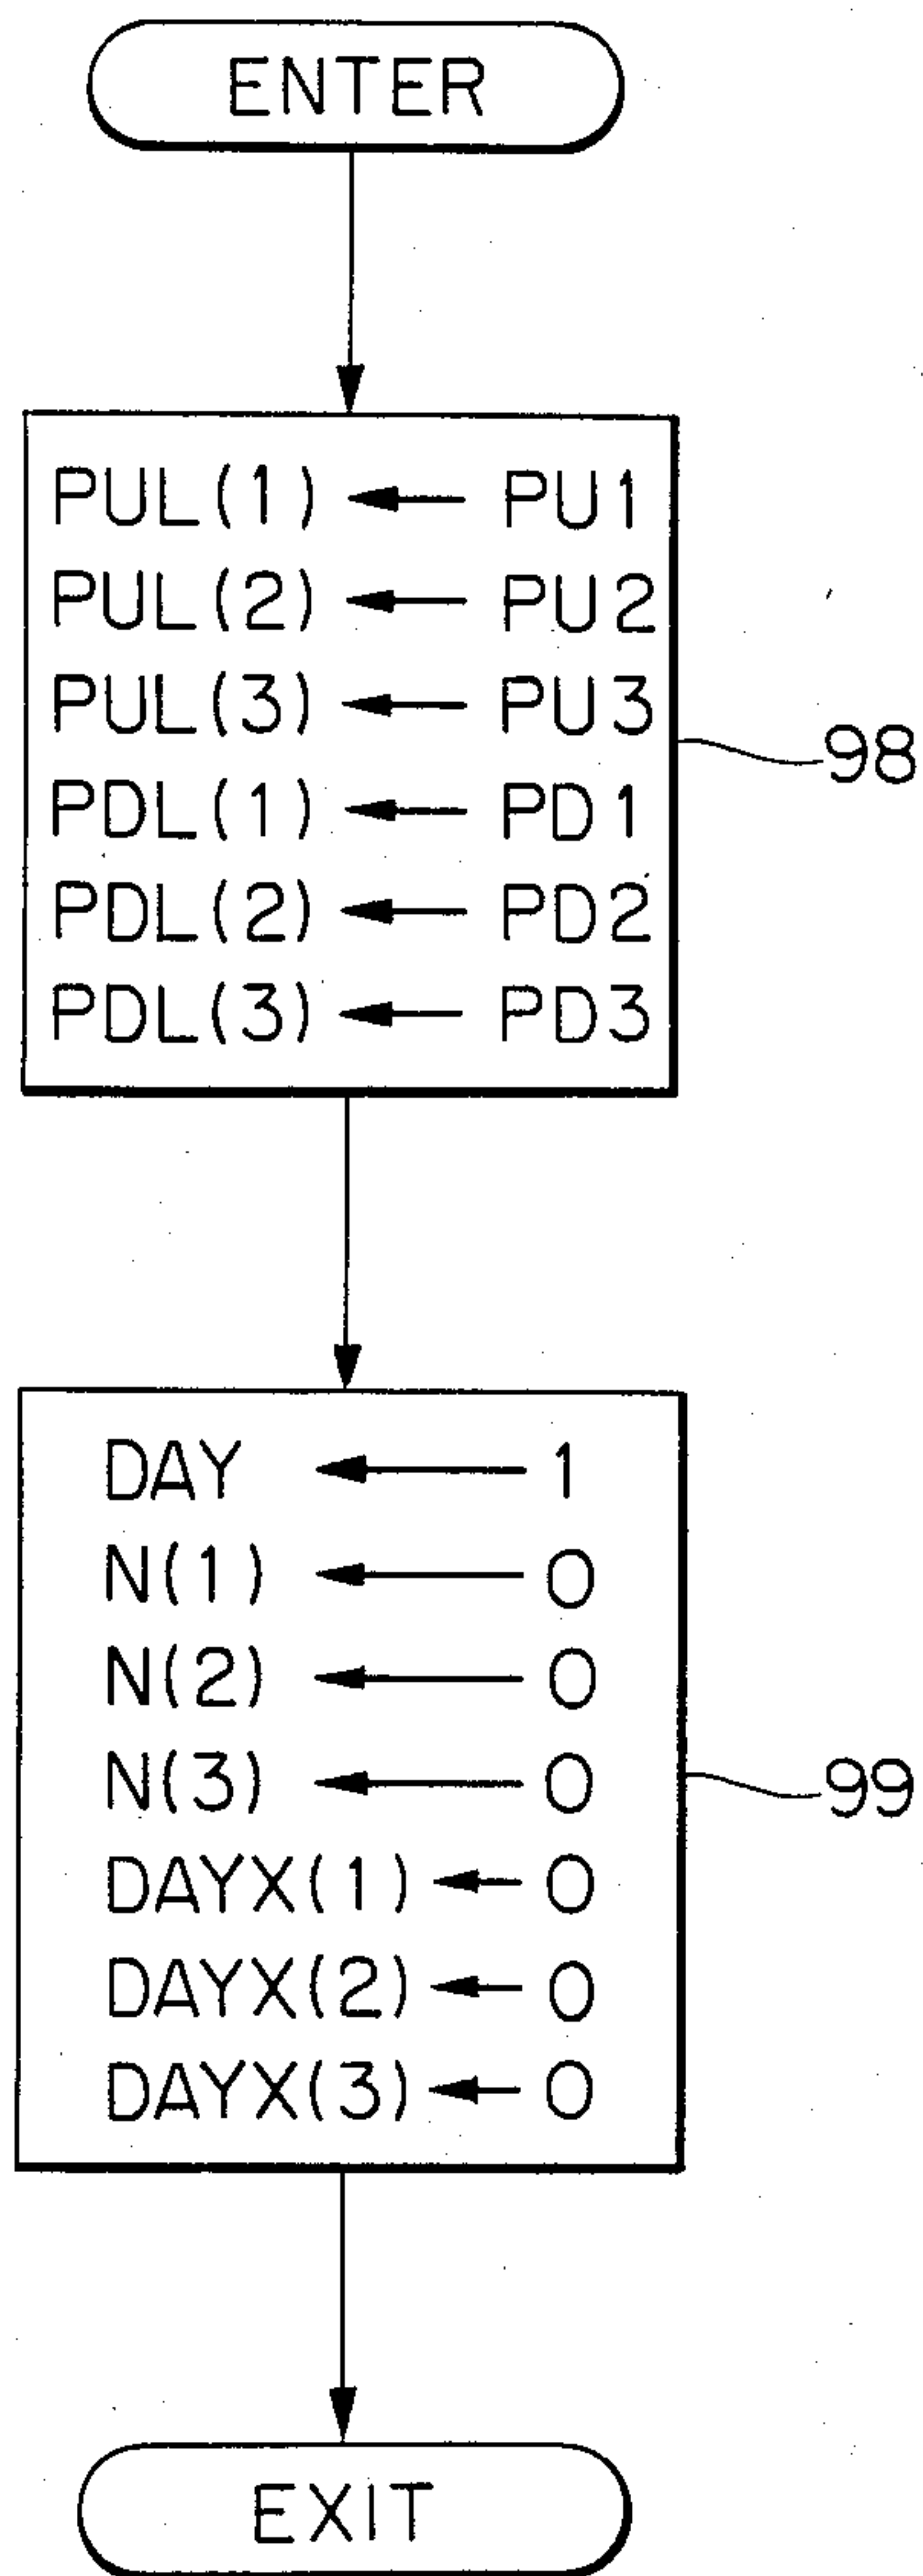 ENTER
PUL(1) ← PU1
PUL(2) ← PU2
PUL(3) ← PU3
PDL(1) ← PD1
PDL(2) ← PD2
PDL(3) ← PD3
98
DAY ← 1
N(1) ← 0
N(2) ← 0
N(3) ← 0
DAYX(1) ← 0
DAYX(2) ← 0
DAYX(3) ← 0
99
EXIT